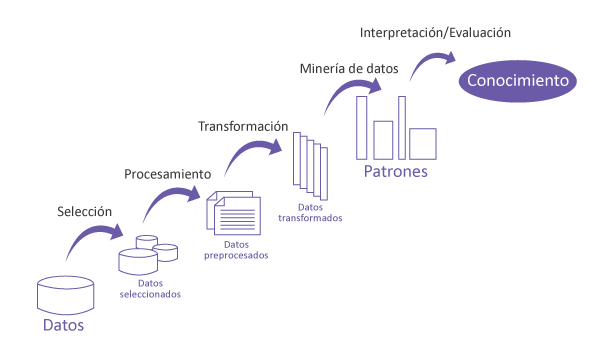 Interpretación/Evaluación
Conocimiento
Minería de datos
Patrones
Transformación
Datos
transformados
Procesamiento
Datos
preprocesados
Selección
Datos
seleccionados
Datos